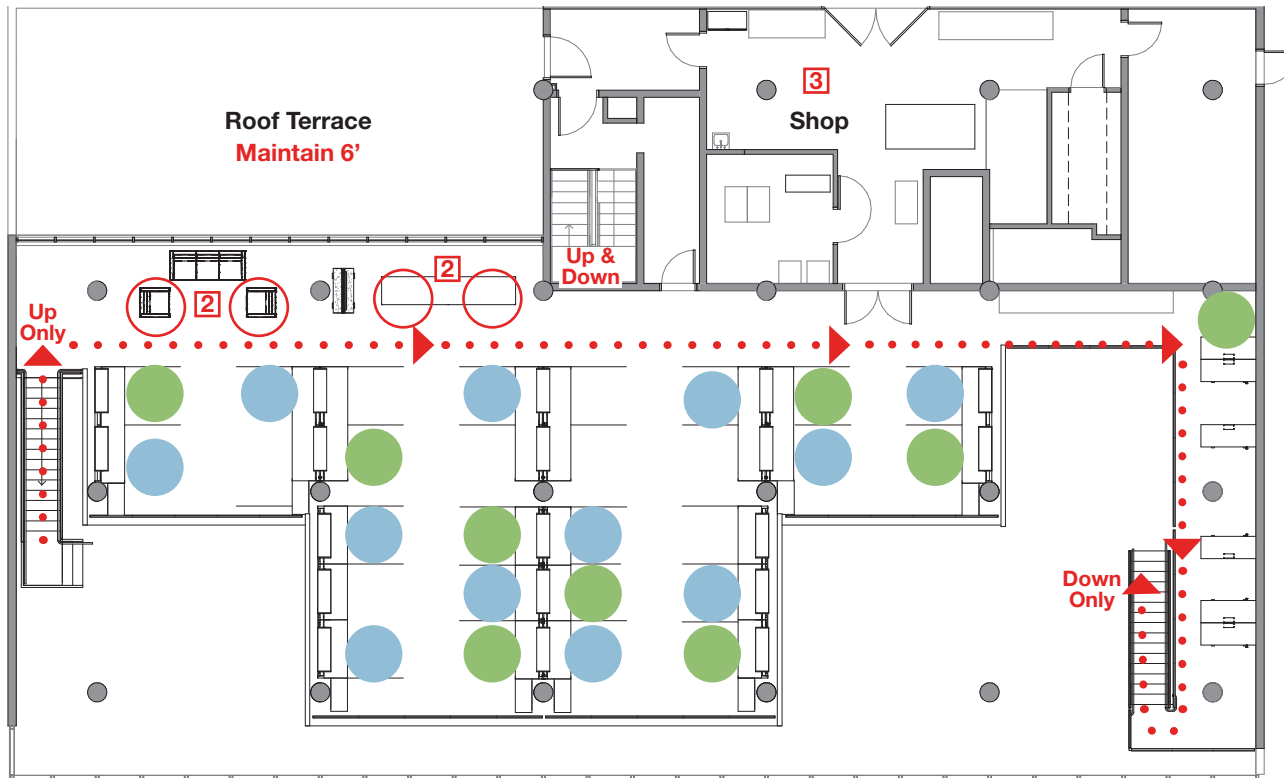 3
Roof Terrace
Maintain 6’
Shop
Up &
Down
2
2
Up
Only
Down
Only